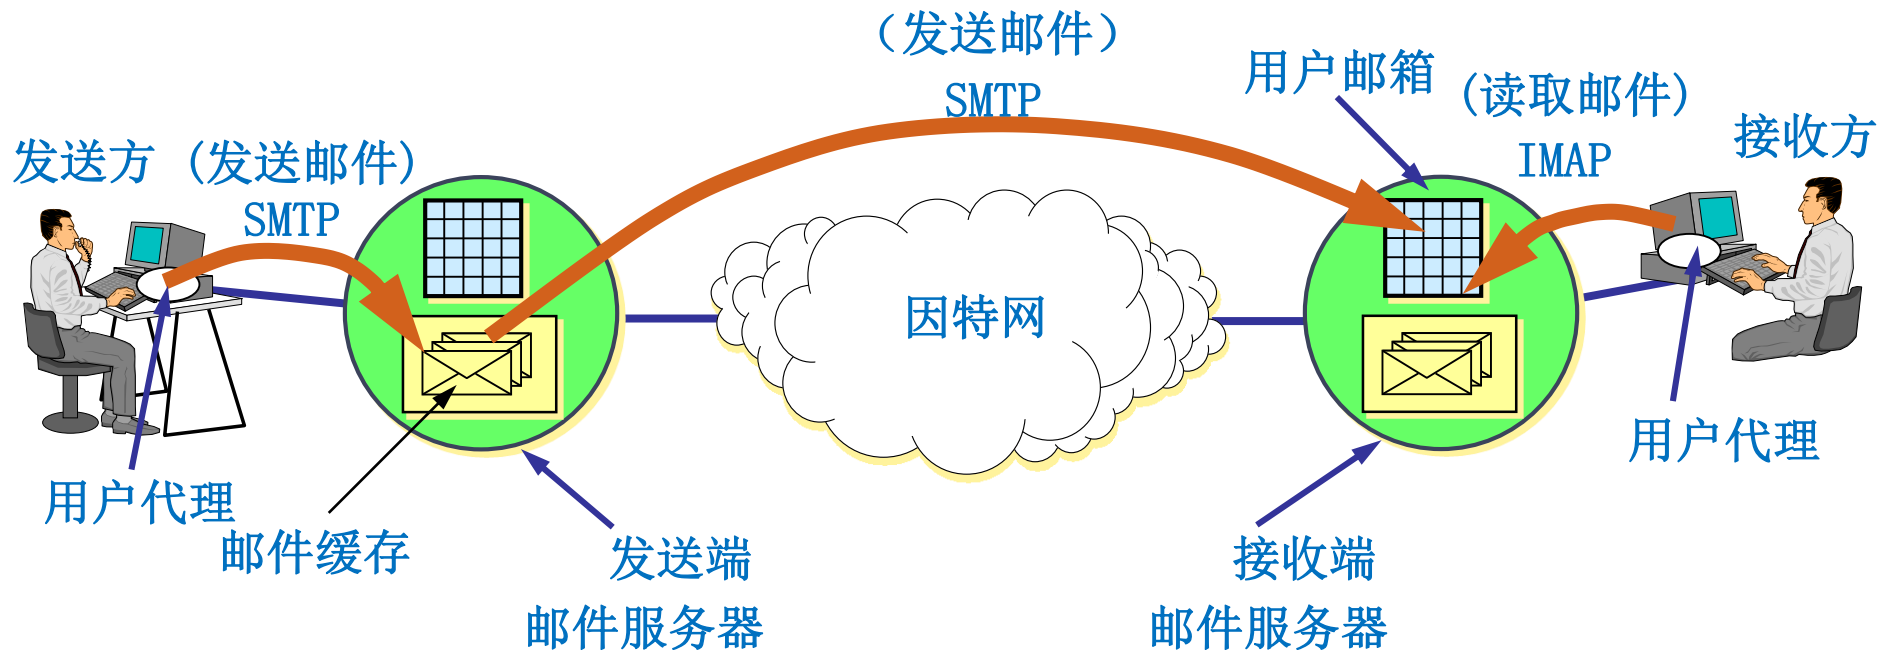 （发送邮件）
SMTP
用户邮箱
(读取邮件)
IMAP
接收方
发送方
(发送邮件)
SMTP
因特网
用户代理
用户代理
邮件缓存
发送端
邮件服务器
接收端
邮件服务器